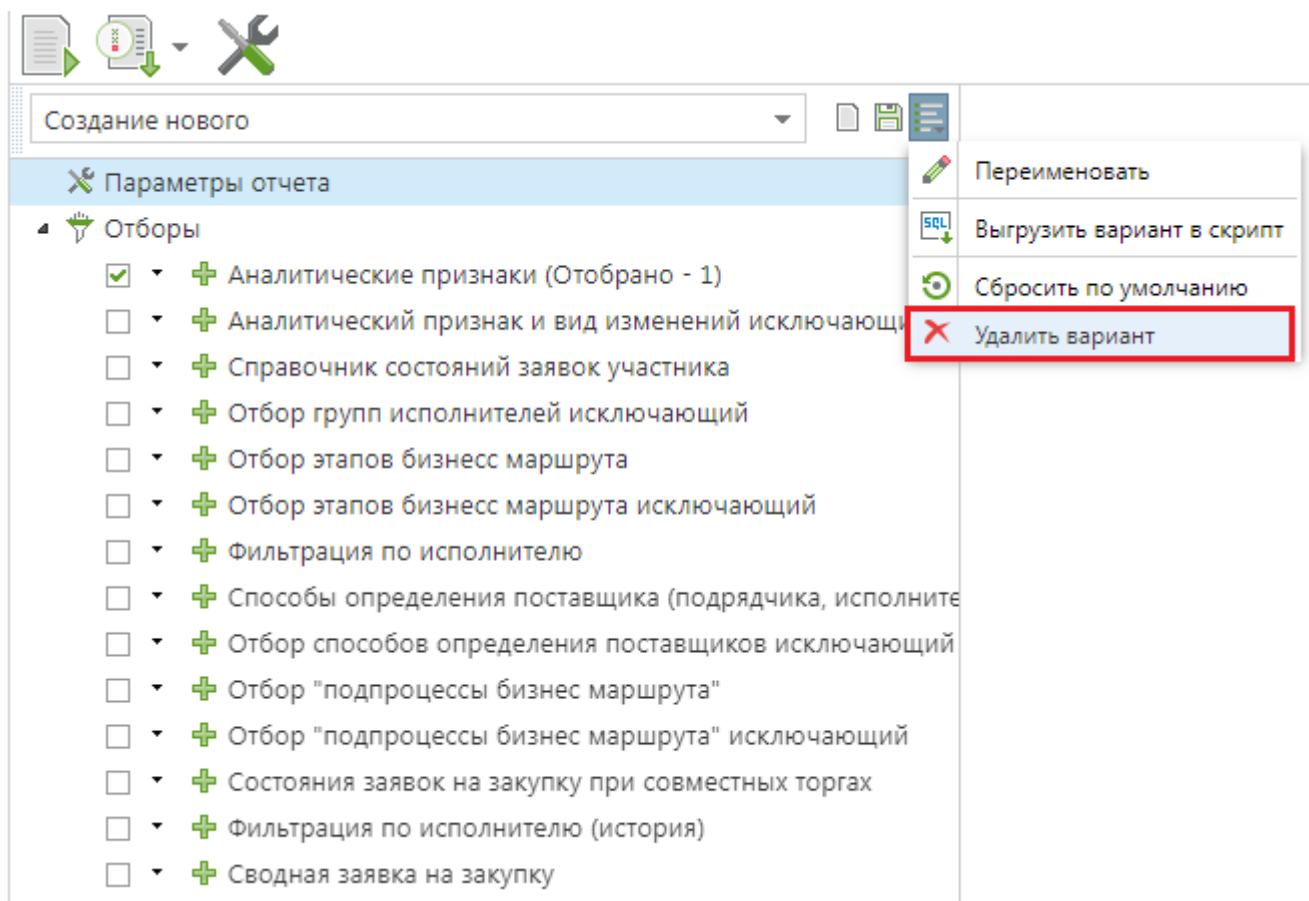 Создание нового
Параметры отчета
Переименовать
Отборы
SQL
Выгрузить вариант в скрипт
Аналитические признаки (Отобрано - 1)
Сбросить по умолчанию
Аналитический признак и вид изменений исключающи
Удалить вариант
Справочник состояний заявок участника
Отбор групп исполнителей исключающий
Отбор этапов бизнесс маршрута
Отбор этапов бизнесс маршрута исключающий
Фильтрация по исполнителю
Способы определения поставщика (подрядчика, исполните
Отбор способов определения поставщиков исключающий
Отбор "подпроцессы бизнес маршрута"
Отбор "подпроцессы бизнес маршрута" исключающий
Состояния заявок на закупку при совместных торгах
Фильтрация по исполнителю (история)
Сводная заявка на закупку